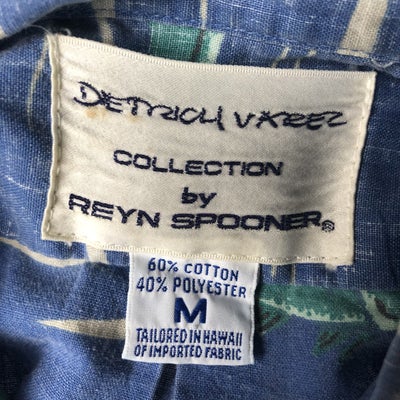 DIETRICH VAREZ
COLLECTION
by
REYN SPOONER®
60% COTTON
40% POLYESTER
M
TAILORED IN HAWAII
OF IMPORTED FABRIC